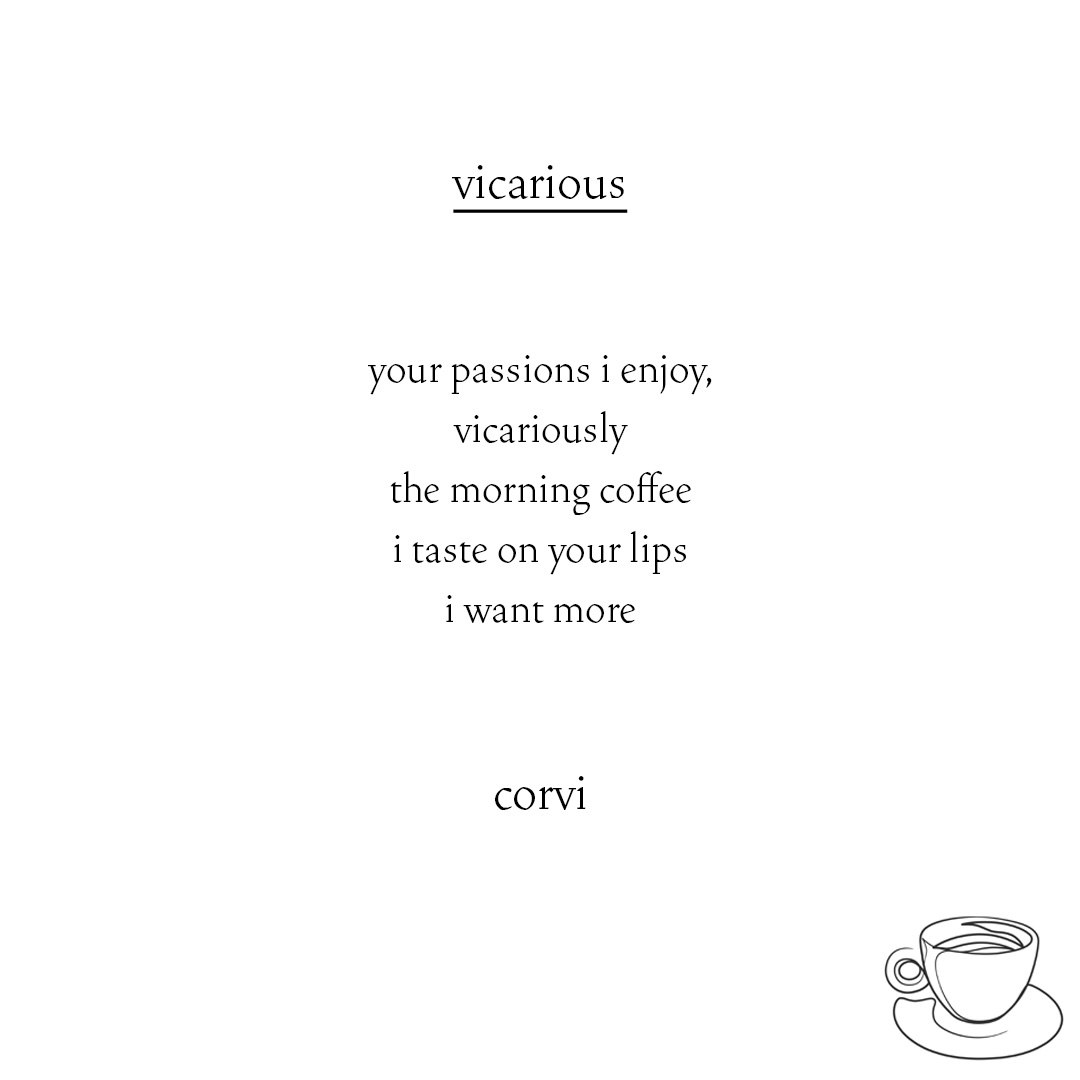 vicarious
your passions i enjoy,
vicariously
the morning coffee
i taste on your lips
i want more
corvi